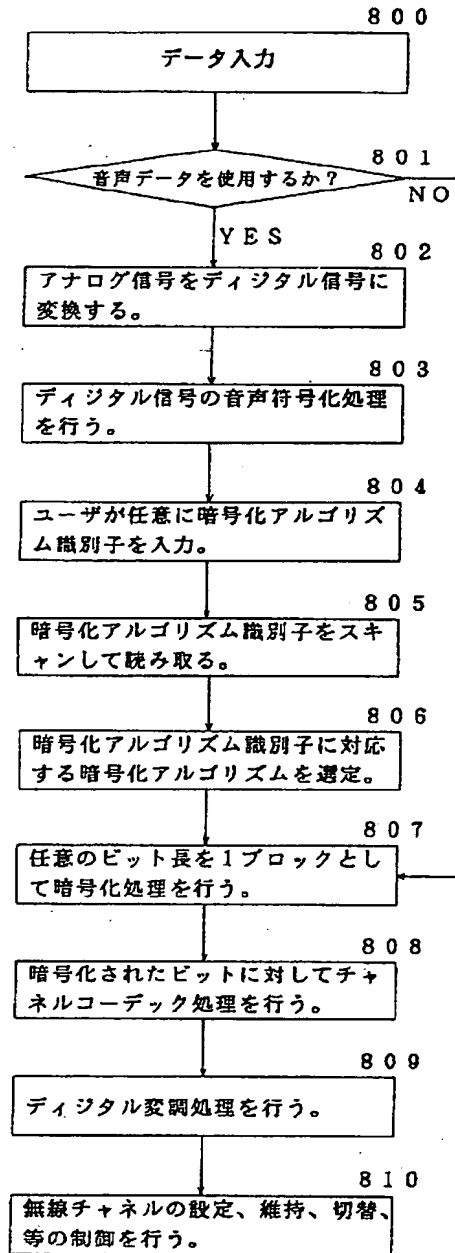 800
データ入力
801
音声データを使用するか？
NO
YES
802
アナログ信号をディジタル信号に
変換する。
803
ディジタル信号の音声符号化処理
を行う。
804
ユーザが任意に暗号化アルゴリズ
ム識別子を入力。
805
暗号化アルゴリズム識別子をスキ
ャンして読み取る。
806
暗号化アルゴリズム識別子に対応
する暗号化アルゴリズムを選定。
807
任意のビット長を1ブロックとし
て暗号化処理を行う。
808
暗号化されたビットに対してチャ
ネルコーデック処理を行う。
809
ディジタル変調処理を行う。
810
無線チャネルの設定、維持、切替、
等の制御を行う。